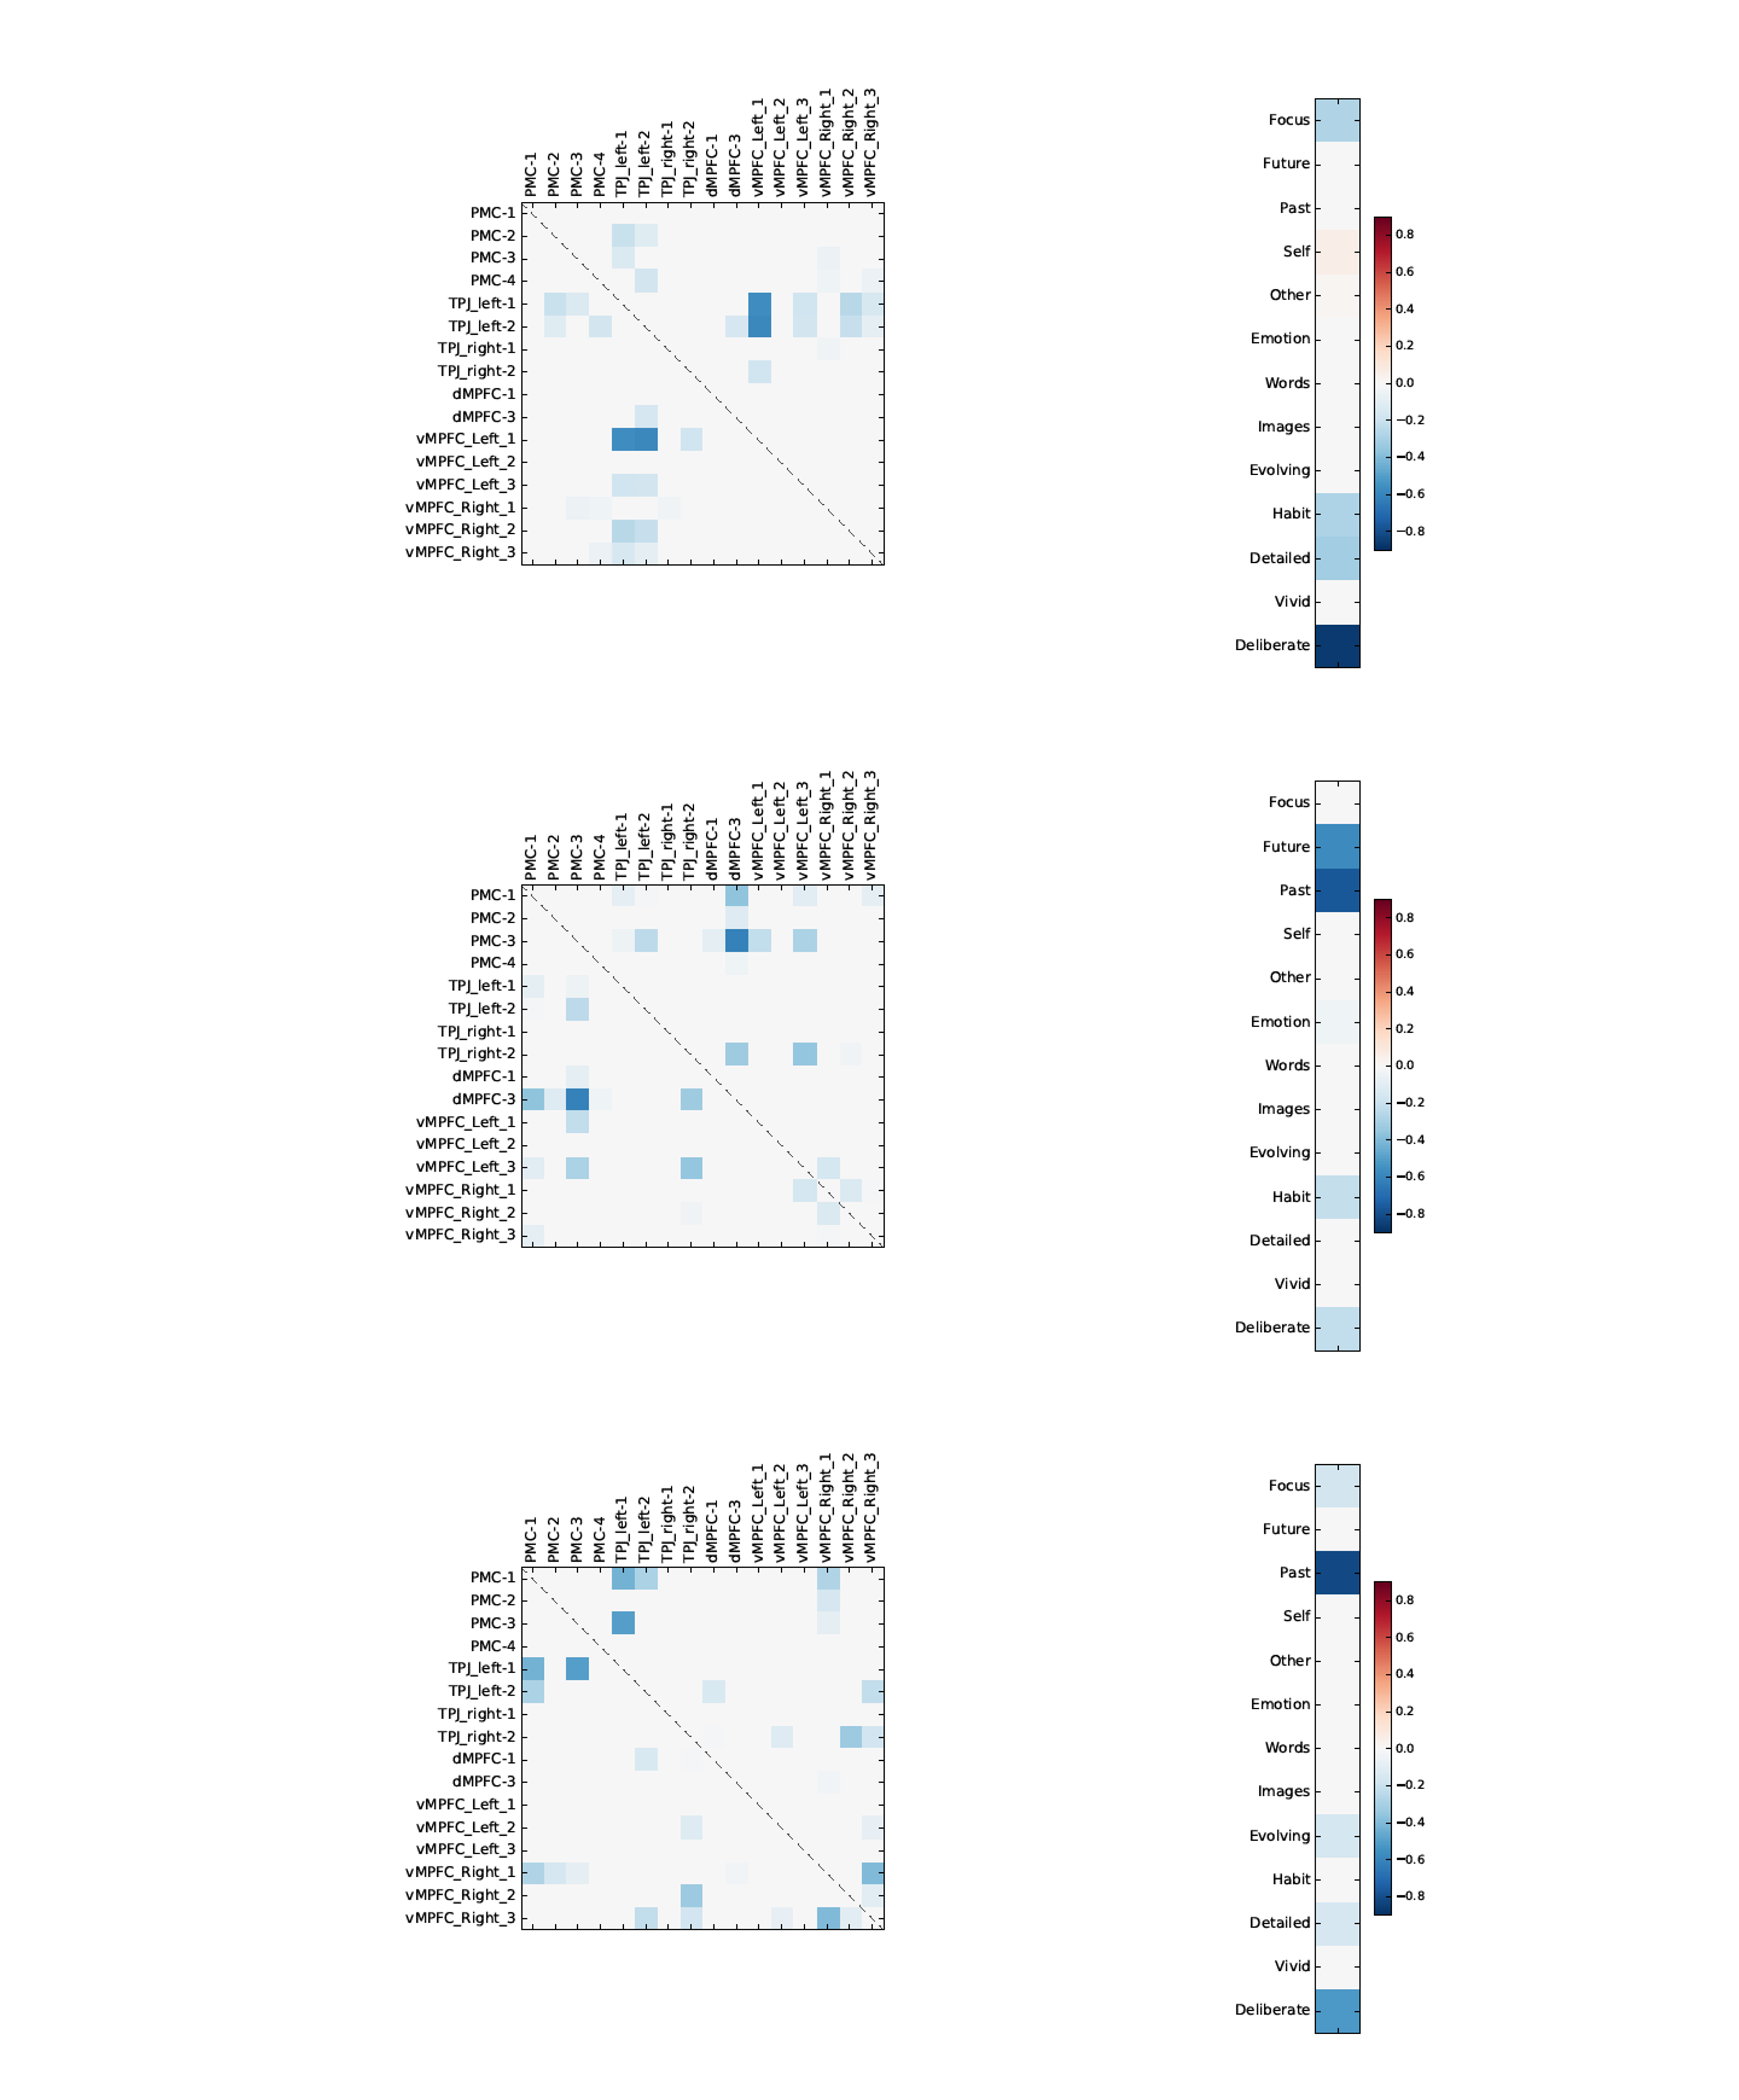 PMC-1
PMC-2
PMC-3
PMC-4
TPJ_left-1
TPJ_left-2
TPJ_right-1
TPJ_right-2
dMPFC-1
dMPFC-3
vMPFC_Left_1
vMPFC_Left_2
vMPFC_Left_3
vMPFC_Right_1
vMPFC_Right_2
vMPFC_Right_3
PMC-1
PMC-2
PMC-3
PMC-4
TPJ_left-1
TPJ_left-2
TPJ_right-1
TPJ_right-2
dMPFC-1
dMPFC-3
vMPFC_Left_1
vMPFC_Left_2
vMPFC_Left_3
vMPFC_Right_1
vMPFC_Right_2
vMPFC_Right_3
Focus
Future
Past
Self
Other
Emotion
Words
Images
Evolving
Habit
Detailed
Vivid
Deliberate
0.8
0.6
0.4
0.2
0.0
−0.2
−0.4
−0.6
−0.8
PMC-1
PMC-2
PMC-3
PMC-4
TPJ_left-1
TPJ_left-2
TPJ_right-1
TPJ_right-2
dMPFC-1
dMPFC-3
vMPFC_Left_1
vMPFC_Left_2
vMPFC_Left_3
vMPFC_Right_1
vMPFC_Right_2
vMPFC_Right_3
PMC-1
PMC-2
PMC-3
PMC-4
TPJ_left-1
TPJ_left-2
TPJ_right-1
TPJ_right-2
dMPFC-1
dMPFC-3
vMPFC_Left_1
vMPFC_Left_2
vMPFC_Left_3
vMPFC_Right_1
vMPFC_Right_2
vMPFC_Right_3
Focus
Future
Past
Self
Other
Emotion
Words
Images
Evolving
Habit
Detailed
Vivid
Deliberate
0.8
0.6
0.4
0.2
0.0
−0.2
−0.4
−0.6
−0.8
PMC-1
PMC-2
PMC-3
PMC-4
TPJ_left-1
TPJ_left-2
TPJ_right-1
TPJ_right-2
dMPFC-1
dMPFC-3
vMPFC_Left_1
vMPFC_Left_2
vMPFC_Left_3
vMPFC_Right_1
vMPFC_Right_2
vMPFC_Right_3
PMC-1
PMC-2
PMC-3
PMC-4
TPJ_left-1
TPJ_left-2
TPJ_right-1
TPJ_right-2
dMPFC-1
dMPFC-3
vMPFC_Left_1
vMPFC_Left_2
vMPFC_Left_3
vMPFC_Right_1
vMPFC_Right_2
vMPFC_Right_3
Focus
Future
Past
Self
Other
Emotion
Words
Images
Evolving
Habit
Detailed
Vivid
Deliberate
0.8
0.6
0.4
0.2
0.0
−0.2
−0.4
−0.6
−0.8